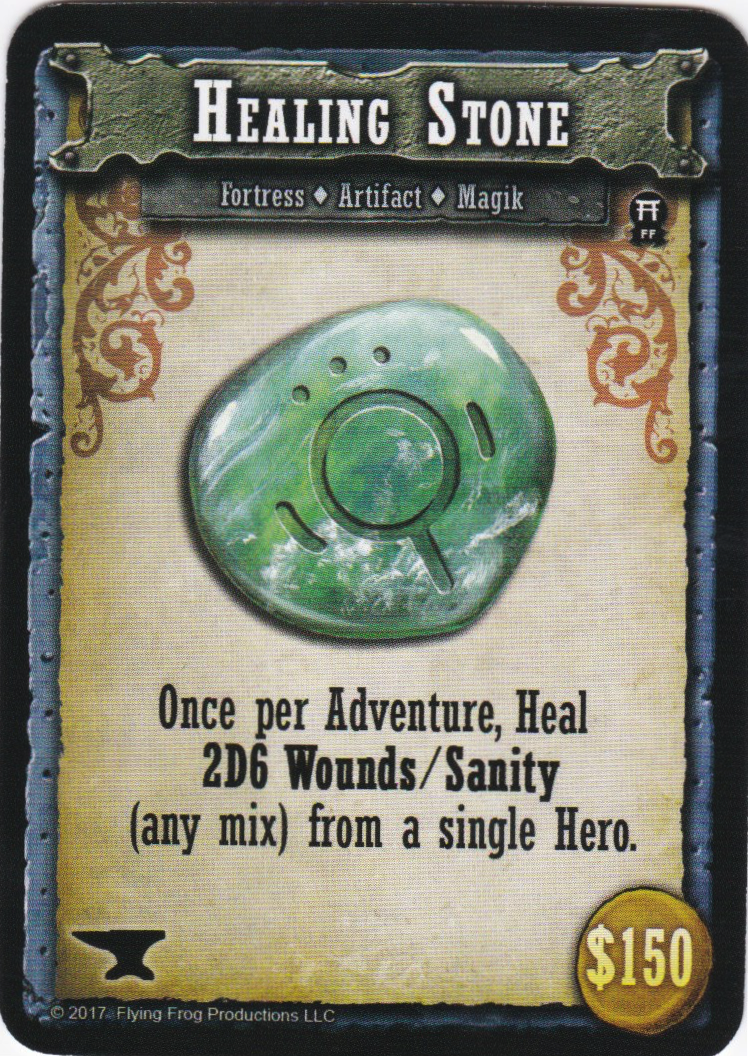 Healing Stone
Fortress ♦ Artifact ♦ Magik
FF
Once per Adventure, Heal
2D6 Wounds/Sanity
(any mix) from a single Hero.
$150
© 2017 Flying Frog Productions LLC